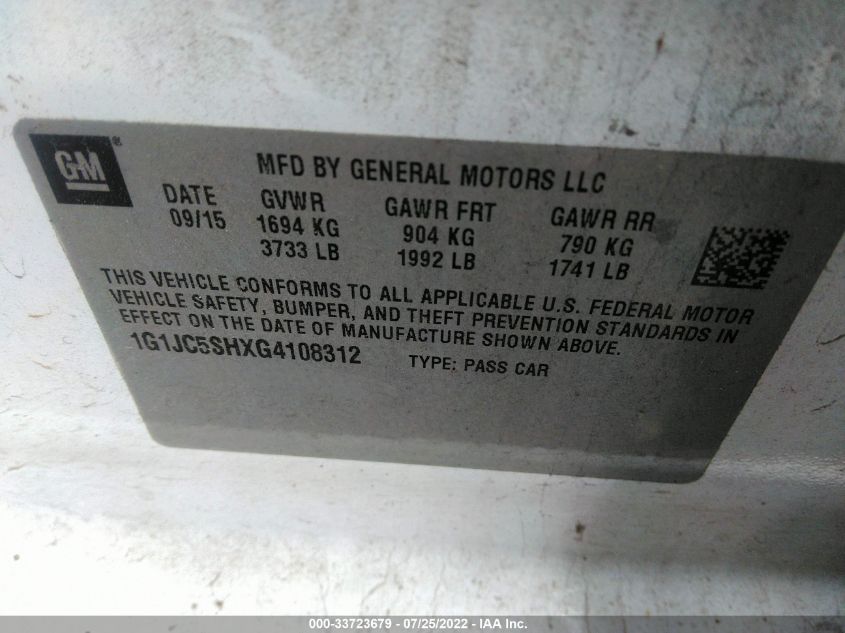 GM®
MFD BY GENERAL MOTORS LLC
DATE GVWR GAWR FRT GAWR RR
09/15 1694 KG 904 KG 790 KG
3733 LB 1992 LB 1741 LB
THIS VEHICLE CONFORMS TO ALL APPLICABLE U.S. FEDERAL MOTOR
VEHICLE SAFETY, BUMPER, AND THEFT PREVENTION STANDARDS IN
EFFECT ON THE DATE OF MANUFACTURE SHOWN ABOVE.
1G1JC5SHXG4108312 TYPE: PASS CAR
000-33723679 - 07/25/2022 - IAA Inc.